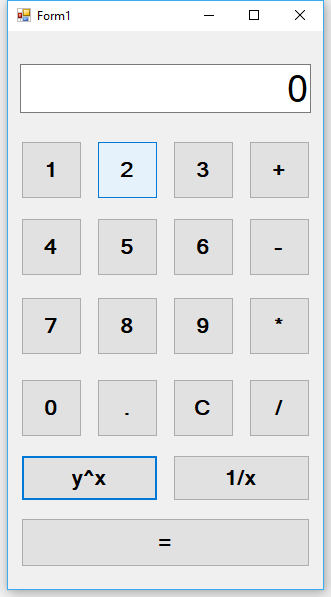 Form1
0
1 2 3 +
4 5 6 -
7 8 9 *
0 . C /
y^x 1/x
=